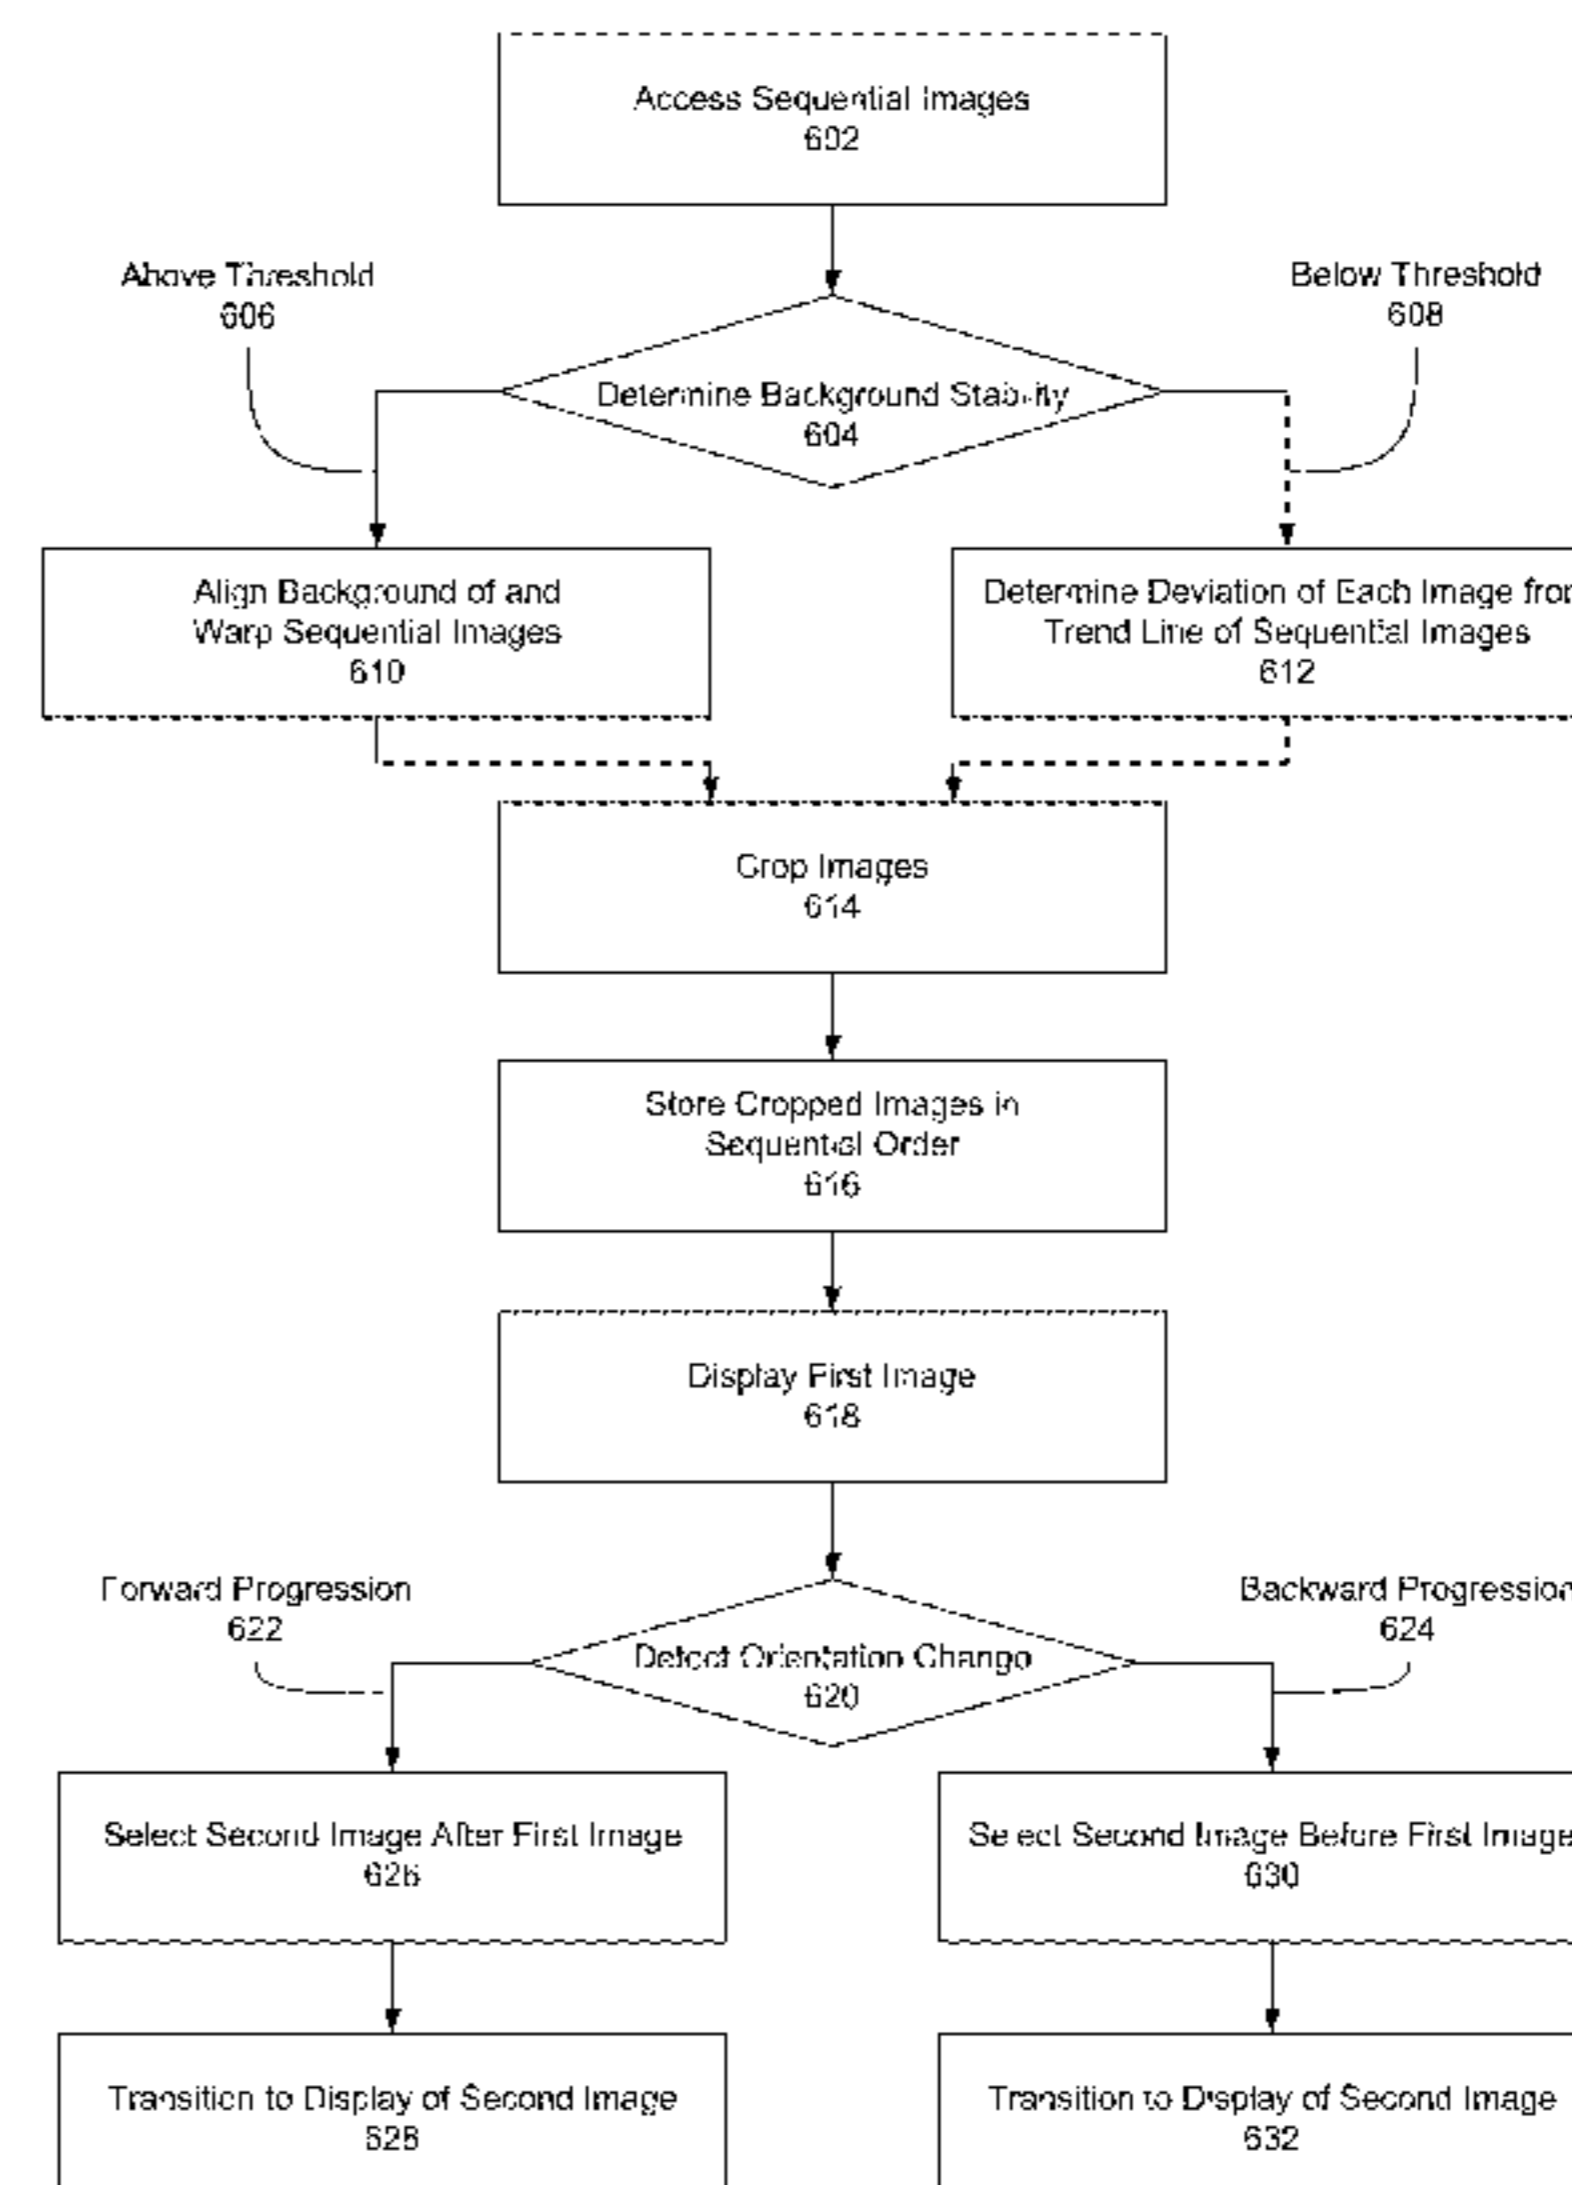 Access Sequential Images
602
Above Threshold
606
Below Threshold
608
Determine Background Stability
604
Align Background of and
Warp Sequential Images
610
Determine Deviation of Each Image from
Trend Line of Sequential Images
612
Crop Images
614
Store Cropped Images in
Sequential Order
616
Display First Image
618
Forward Progression
622
Backward Progression
624
Detect Orientation Change
620
Select Second Image After First Image
626
Select Second Image Before First Image
630
Transition to Display of Second Image
628
Transition to Display of Second Image
632